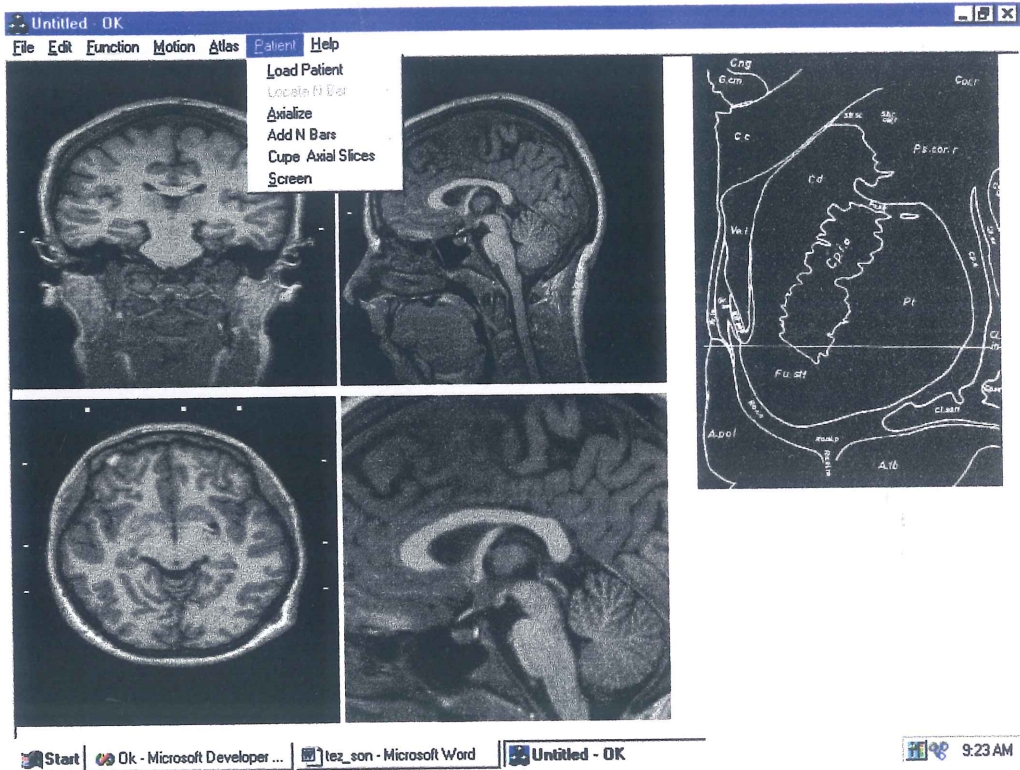 Untitled - OK
File Edit Function Motion Atlas Patient Help
Load Patient
Locate N Bar
Axialize
Add N Bars
Cupe Axial Slices
Screen
Cng
G.cm
Co.r
C.c
Ps.cor.r
Cd
Ve.l
Cp.i.a
Pt
Fu.stt
A.pol
A.tb
Start
Ok - Microsoft Developer ...
tez_son - Microsoft Word
Untitled - OK
9:23 AM